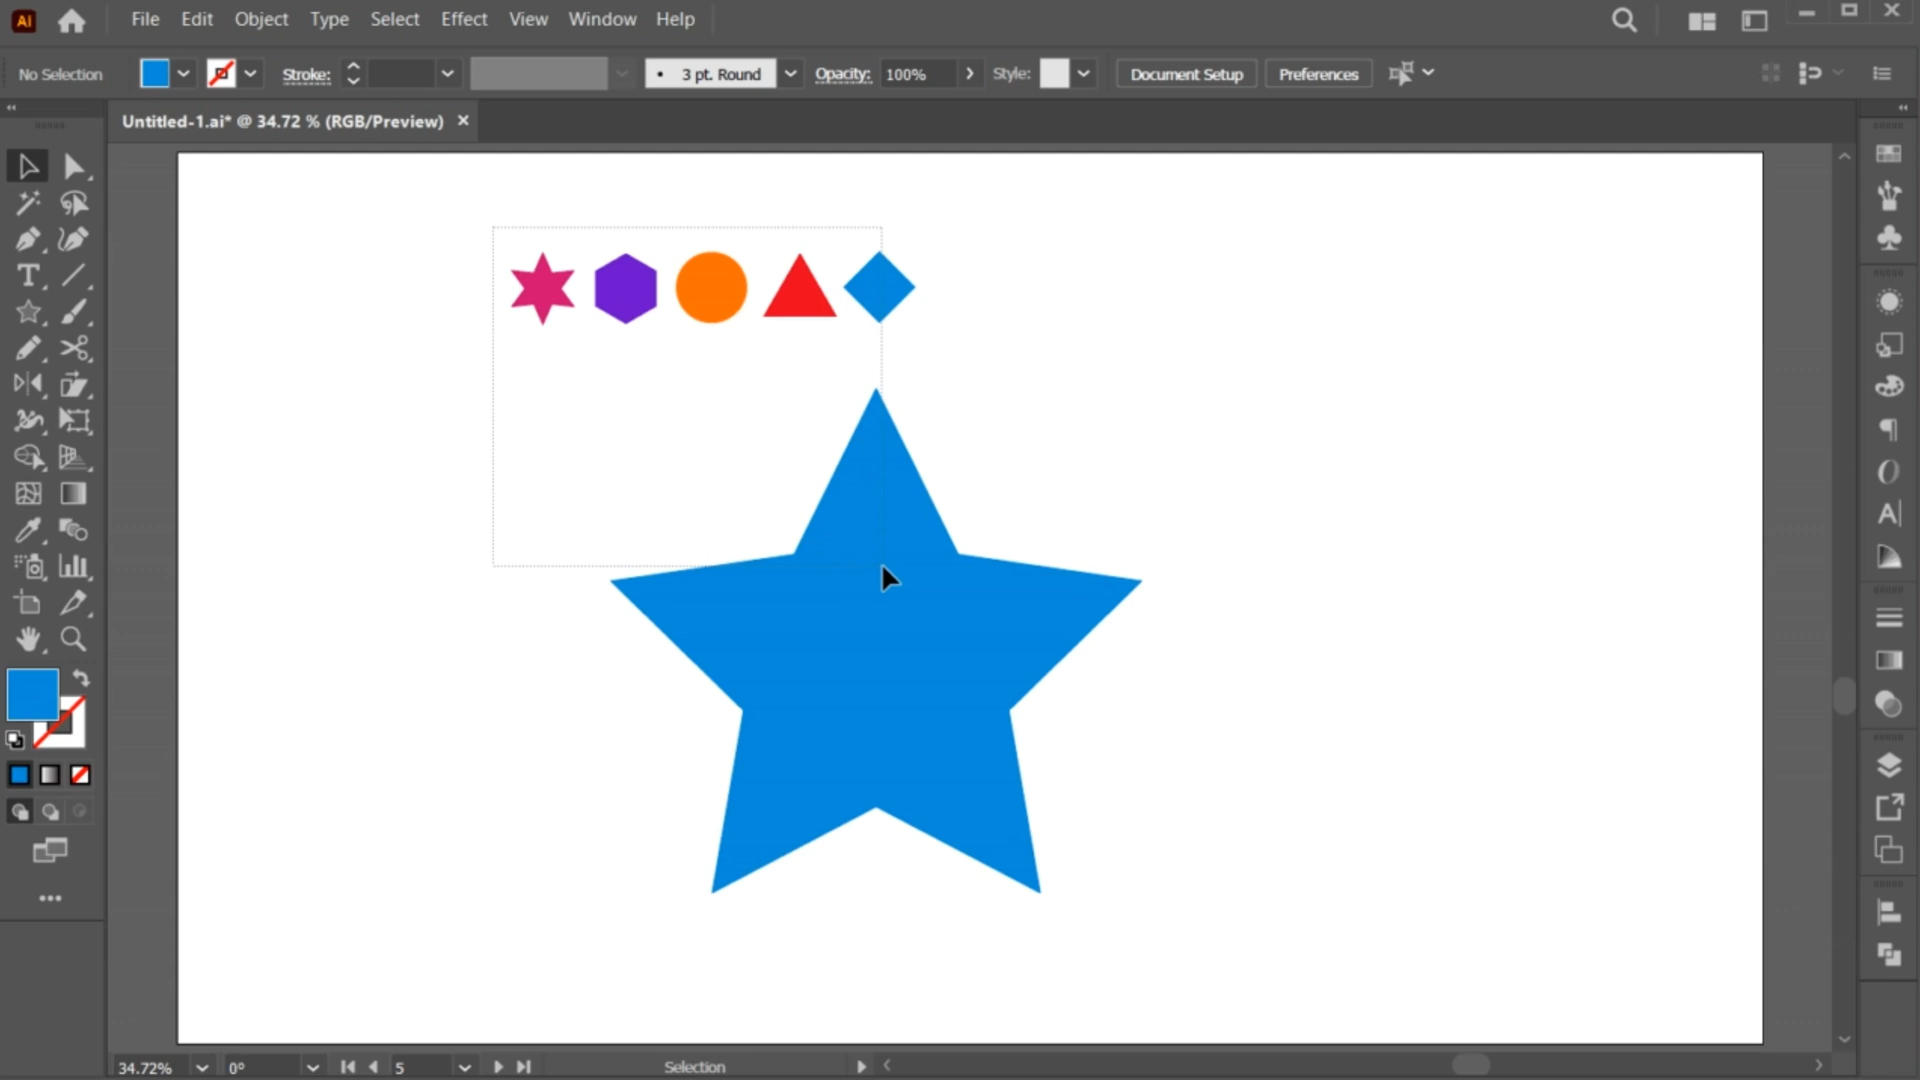 Ai File Edit Object Type Select Effect View Window Help
No Selection Stroke: 3 pt. Round Opacity: 100% Style: Document Setup Preferences
Untitled-1.ai* @ 34.72 % (RGB/Preview)
34.72% 0° 5 Selection